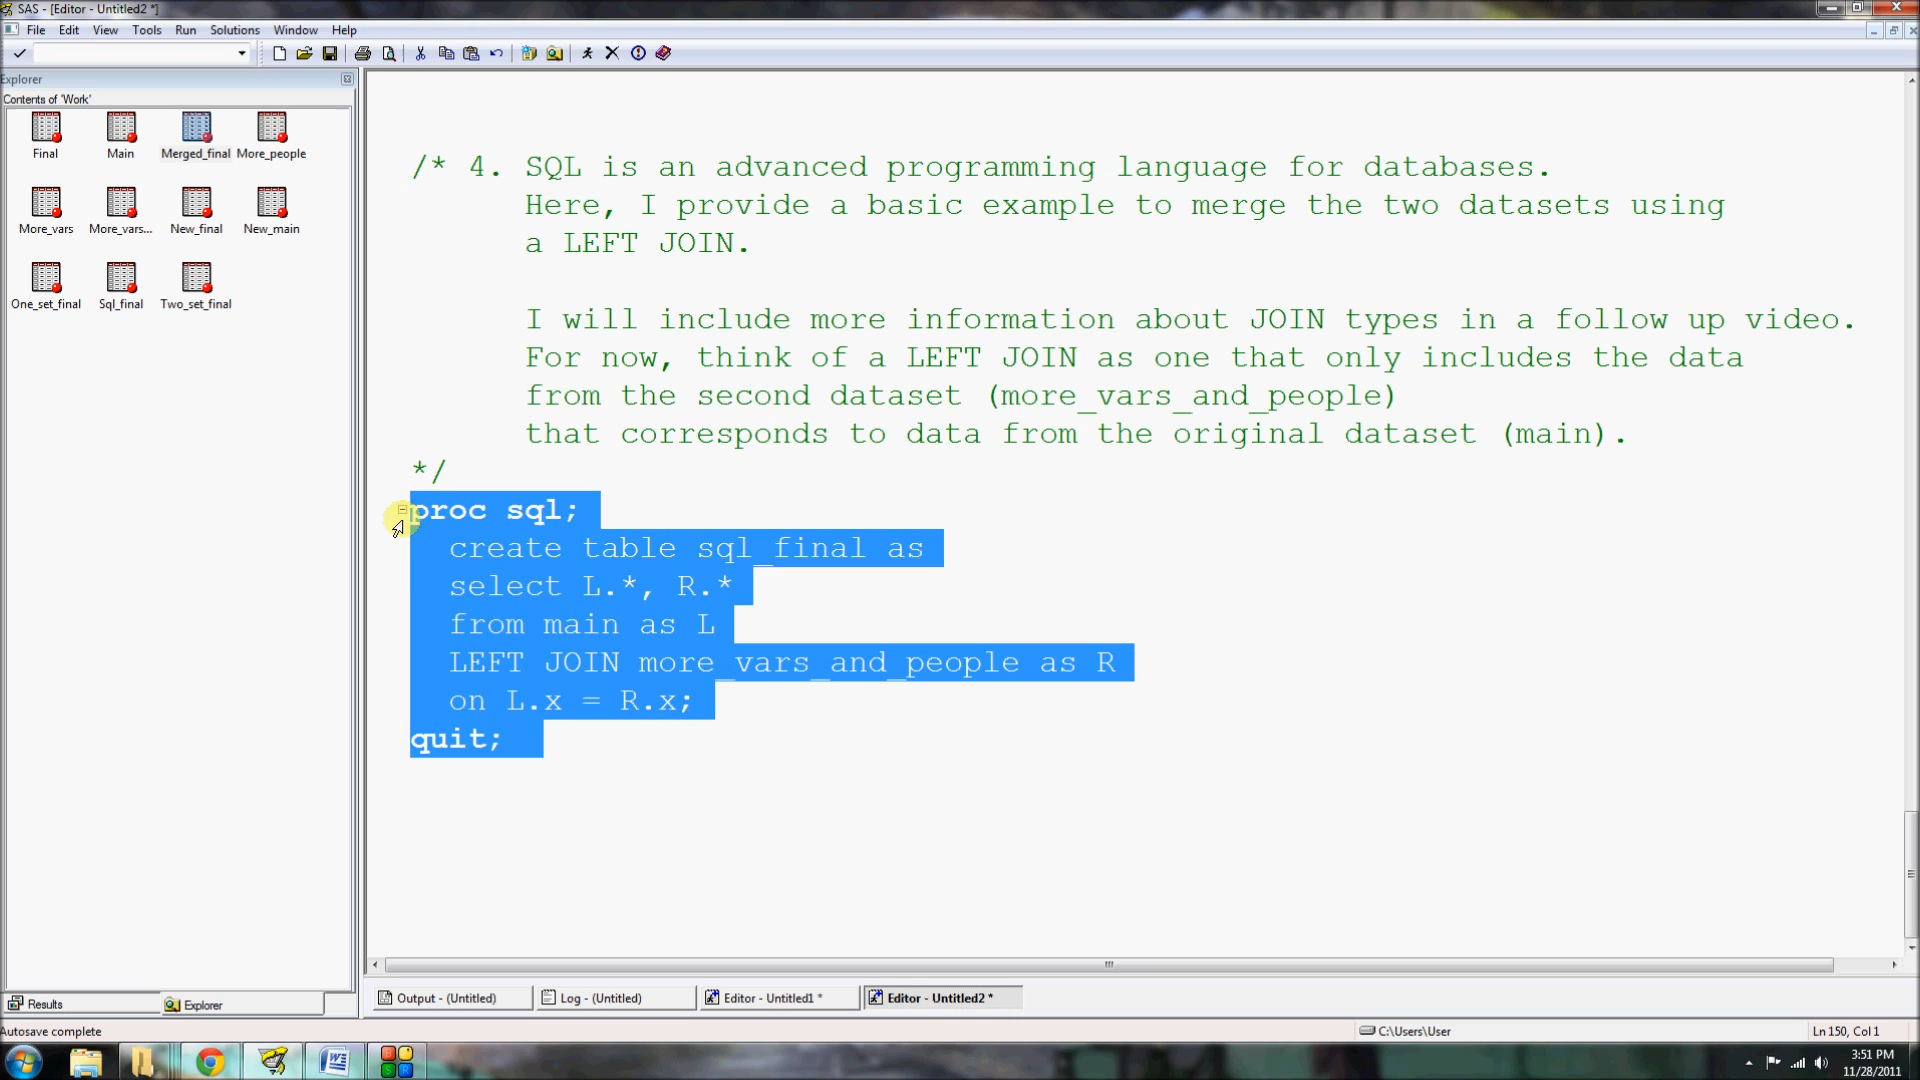 SAS - [Editor - Untitled2 *]
File Edit View Tools Run Solutions Window Help
Explorer
Contents of 'Work'
Final Main Merged_final More_people
More_vars More_vars... New_final New_main
One_set_final Sql_final Two_set_final
/* 4. SQL is an advanced programming language for databases.
Here, I provide a basic example to merge the two datasets using
a LEFT JOIN.
I will include more information about JOIN types in a follow up video.
For now, think of a LEFT JOIN as one that only includes the data
from the second dataset (more_vars_and_people)
that corresponds to data from the original dataset (main).
*/
proc sql;
create table sql_final as
select L.*, R.*
from main as L
LEFT JOIN more_vars_and_people as R
on L.x = R.x;
quit;
Results Explorer
Output - (Untitled) Log - (Untitled) Editor - Untitled1 * Editor - Untitled2 *
Autosave complete C:\Users\User Ln 150, Col 1
3:51 PM
11/28/2011